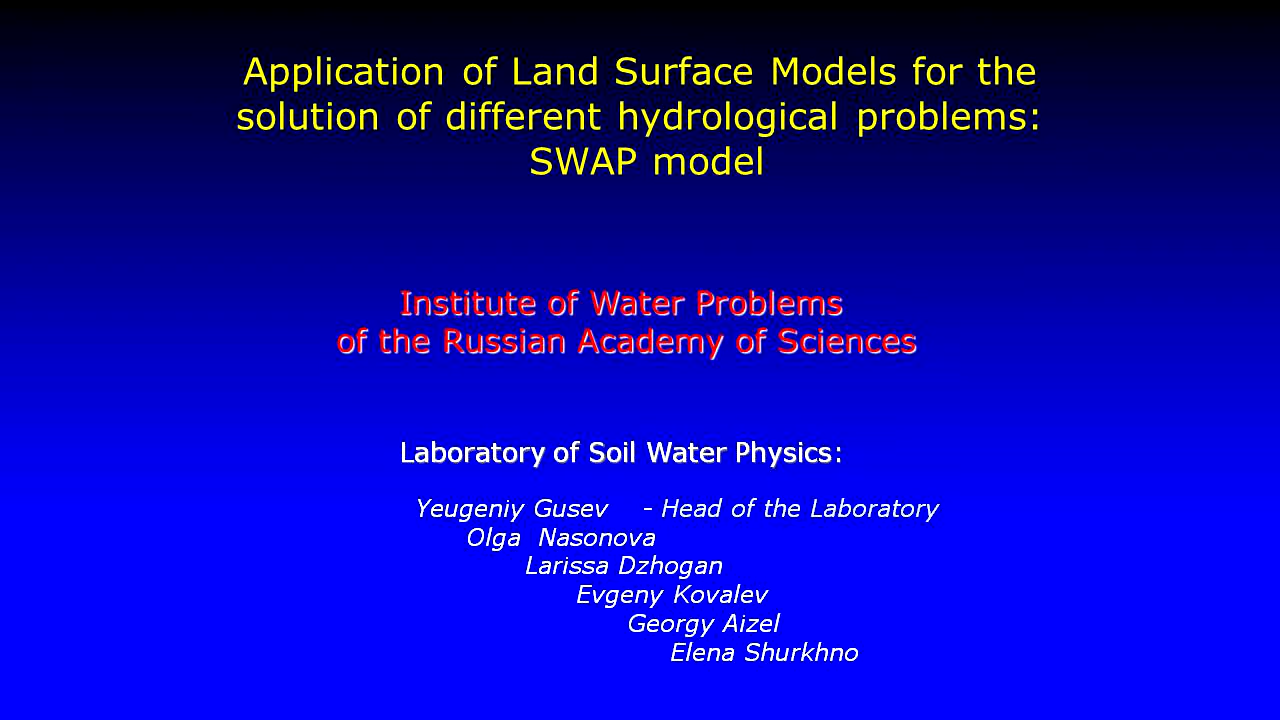 Application of Land Surface Models for the
solution of different hydrological problems:
SWAP model
Institute of Water Problems
of the Russian Academy of Sciences
Laboratory of Soil Water Physics:
Yeugeniy Gusev - Head of the Laboratory
Olga Nasonova
Larissa Dzhogan
Evgeny Kovalev
Georgy Aizel
Elena Shurkhno